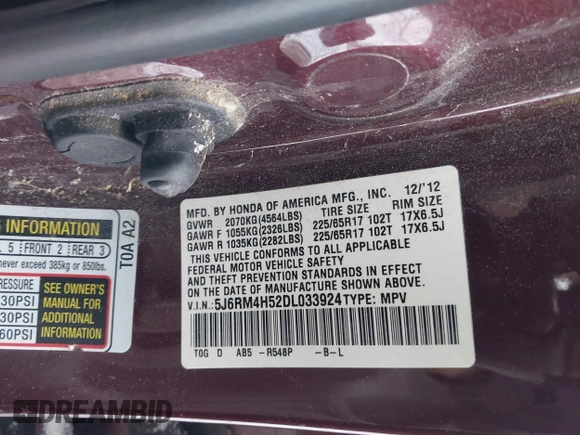 MFD. BY HONDA OF AMERICA MFG., INC. 12/'12
GVWR 2070KG(4564LBS) TIRE SIZE RIM SIZE
GAWR F 1055KG(2326LBS) 225/65R17 102T 17X6.5J
GAWR R 1035KG(2282LBS) 225/65R17 102T 17X6.5J
THIS VEHICLE CONFORMS TO ALL APPLICABLE
FEDERAL MOTOR VEHICLE SAFETY
AND THEFT PREVENTION STANDARDS IN EFFECT
ON THE DATE OF MANUFACTURE SHOWN ABOVE.
V.I.N.: 5J6RM4H52DL033924 TYPE: MPV
T0G D AB5 -R548P -B-L
INFORMATION
5 FRONT 2 REAR 3
never exceed 385kg or 850lbs.
T0A A2
PRESSURE
30PSI
30PSI
60PSI
SEE OWNER'S
MANUAL FOR
ADDITIONAL
INFORMATION
DREAMBID